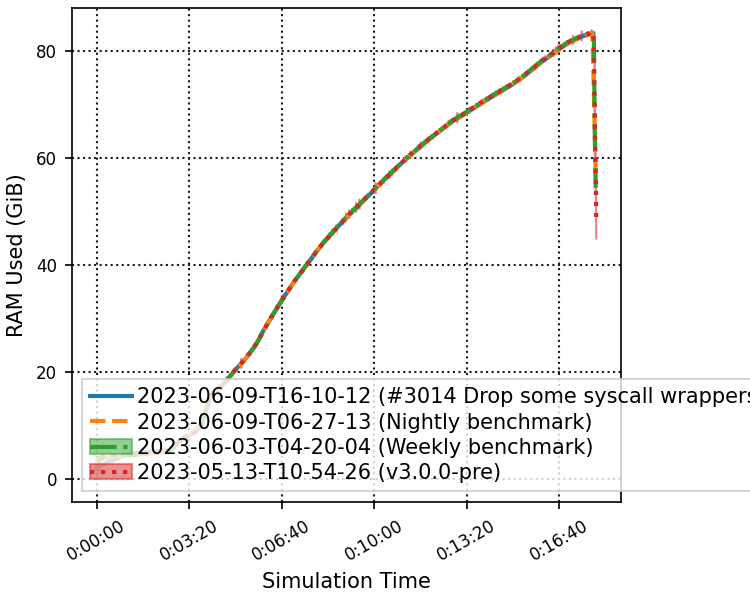 80
60
40
20
0
RAM Used (GiB)
2023-06-09-T16-10-12 (#3014 Drop some syscall wrappers
2023-06-09-T06-27-13 (Nightly benchmark)
2023-06-03-T04-20-04 (Weekly benchmark)
2023-05-13-T10-54-26 (v3.0.0-pre)
0:00:00
0:03:20
0:06:40
0:10:00
0:13:20
0:16:40
Simulation Time